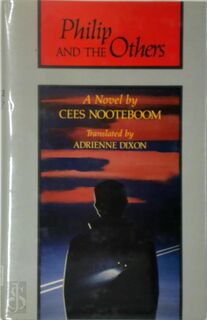 Philip
AND THE Others
A Novel by
CEES NOOTEBOOM
Translated by
ADRIENNE DIXON